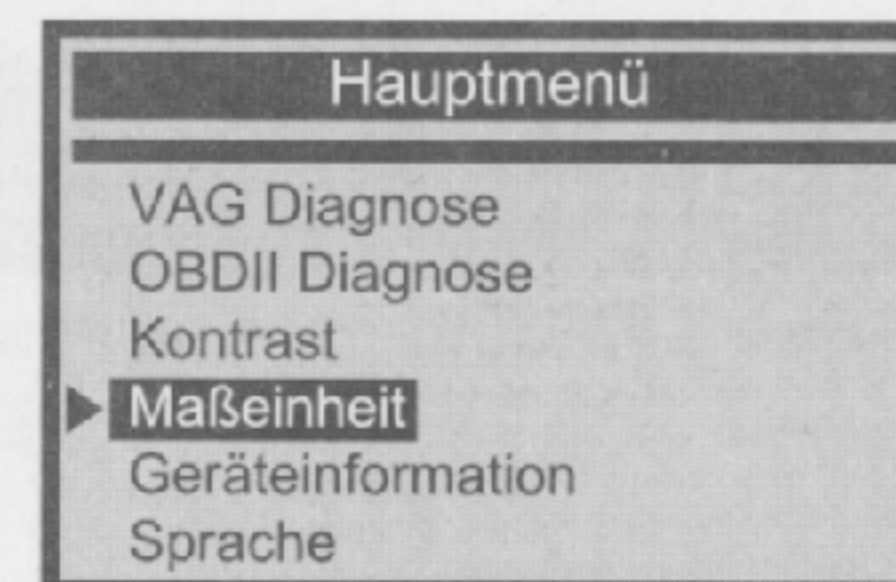 Hauptmenü
VAG Diagnose
OBDII Diagnose
Kontrast
Maßeinheit
Geräteinformation
Sprache